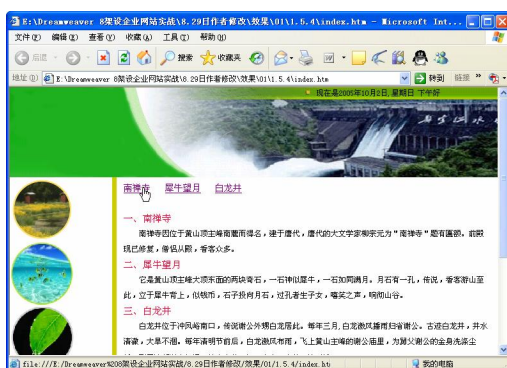 E:\Dreamweaver 8架设企业网站实战\8.29日作者修改\效果\01\1.5.4\index.htm - Microsoft Int...
文件(F) 编辑(E) 查看(V) 收藏(A) 工具(T) 帮助(H)
后退 搜索 收藏夹
地址(D) E:\Dreamweaver 8架设企业网站实战\8.29日作者修改\效果\01\1.5.4\index.htm 转到 链接 »
现在是2005年10月2日,星期日 下午好
南禅寺 犀牛望月 白龙井
一、南禅寺
南禅寺因位于黄山顶主峰南麓而得名,建于唐代,唐代的大文学家柳宗元为"南禅寺"题有匾额。前殿
现已修复,僧侣从殿,香客众多。
二、犀牛望月
它是黄山顶主峰大顶东面的两块奇石,一石神似犀牛,一石如同满月。月石有一孔,传说,香客游山至
此,立于犀牛背上,似钱币,石子投向月石,过孔者生子女,嘻笑之声,响彻山谷。
三、白龙井
白龙井位于冲风峪南口,传说谢公外甥白龙居此。每年三月,白龙激风播雨归省谢公。古迹白龙井,井水
清澈,大旱不涸。每年清明节前后,白龙激风布雨,飞上黄山主峰的谢公庙里,为舅父谢公的金身洗涤尘
file:///E:/Dreamweaver%208架设企业网站实战/8.29日作者修改/效果/01/1.5.4/index.ht 我的电脑